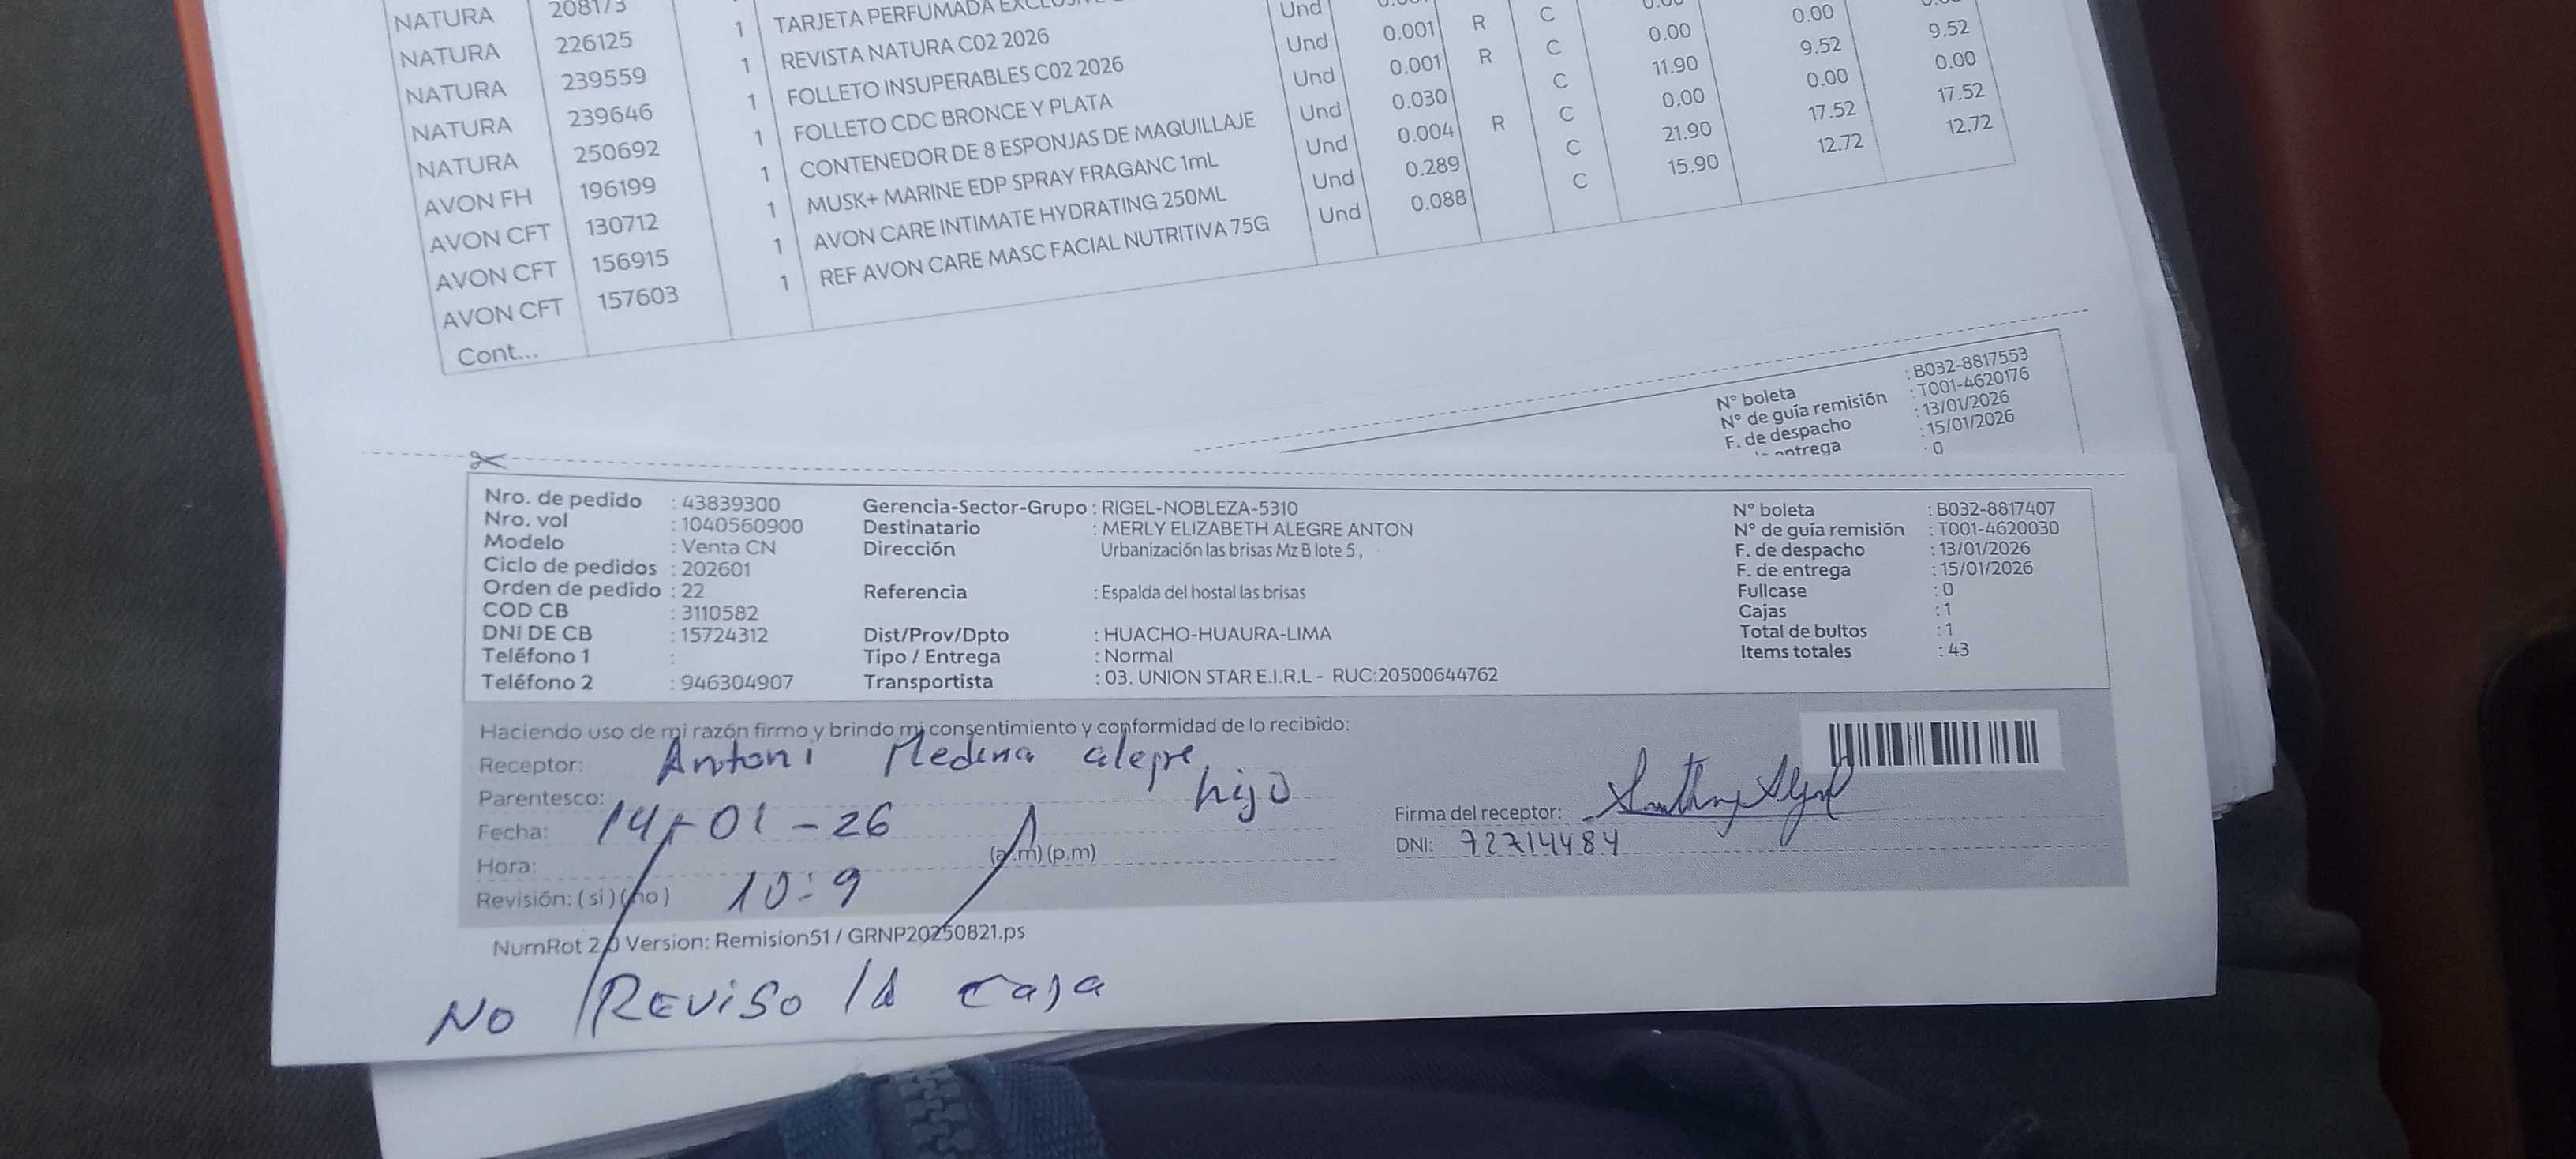 NATURA 208173 1 TARJETA PERFUMADA Und
NATURA 226125 1 REVISTA NATURA C02 2026 Und 0.001 R C 0.00 0.00
NATURA 239559 1 FOLLETO INSUPERABLES C02 2026 Und 0.001 R C 11.90 9.52 9.52
NATURA 239646 1 FOLLETO CDC BRONCE Y PLATA Und 0.030 C 0.00 0.00 0.00
NATURA 250692 1 CONTENEDOR DE 8 ESPONJAS DE MAQUILLAJE Und 0.004 R C 21.90 17.52 17.52
AVON FH 196199 1 MUSK+ MARINE EDP SPRAY FRAGANC 1mL Und 0.289 C 15.90 12.72 12.72
AVON CFT 130712 1 AVON CARE INTIMATE HYDRATING 250ML Und 0.088 C
AVON CFT 156915 1 REF AVON CARE MASC FACIAL NUTRITIVA 75G
AVON CFT 157603
Cont...
N° boleta : B032-8817553
N° de guía remisión : T001-4620176
F. de despacho : 13/01/2026
entrega : 15/01/2026
: 0
Nro. de pedido : 43839300 Gerencia-Sector-Grupo : RIGEL-NOBLEZA-5310 N° boleta : B032-8817407
Nro. vol : 1040560900 Destinatario : MERLY ELIZABETH ALEGRE ANTON N° de guía remisión : T001-4620030
Modelo : Venta CN Dirección Urbanización las brisas Mz B lote 5 , F. de despacho : 13/01/2026
Ciclo de pedidos : 202601 F. de entrega : 15/01/2026
Orden de pedido : 22 Referencia : Espalda del hostal las brisas Fullcase : 0
COD CB : 3110582 Cajas : 1
DNI DE CB : 15724312 Dist/Prov/Dpto : HUACHO-HUAURA-LIMA Total de bultos : 1
Teléfono 1 : Tipo / Entrega : Normal Items totales : 43
Teléfono 2 : 946304907 Transportista : 03. UNION STAR E.I.R.L - RUC:20500644762
Haciendo uso de mi razón firmo y brindo mi consentimiento y conformidad de lo recibido:
Receptor: Antoni Medina alegre
Parentesco: hijo
Fecha: 14-01-26 Firma del receptor:
Hora: (a.m) (p.m) DNI: 72714484
Revisión: ( si ) ( no ) 10:9
NumRot 2.0 Version: Remision51 / GRNP20250821.ps
NO REViSO la caja